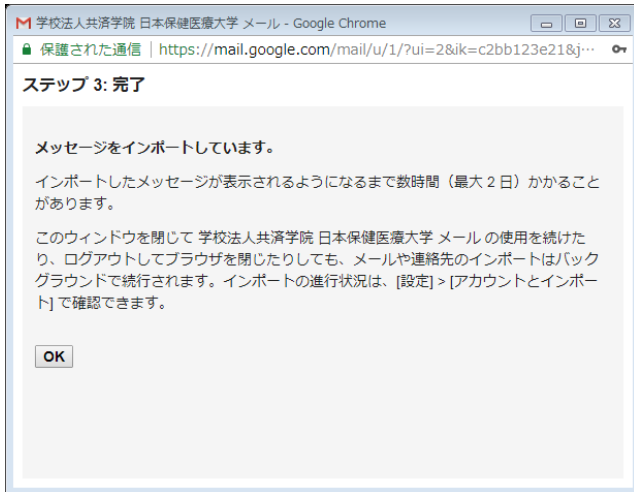 学校法人共済学院 日本保健医療大学 メール - Google Chrome
保護された通信 | https://mail.google.com/mail/u/1/?ui=2&ik=c2bb123e21&j…
ステップ 3: 完了
メッセージをインポートしています。
インポートしたメッセージが表示されるようになるまで数時間（最大 2 日）かかること
があります。
このウィンドウを閉じて 学校法人共済学院 日本保健医療大学 メール の使用を続けた
り、ログアウトしてブラウザを閉じたりしても、メールや連絡先のインポートはバック
グラウンドで続行されます。インポートの進行状況は、[設定] > [アカウントとインポー
ト] で確認できます。
OK